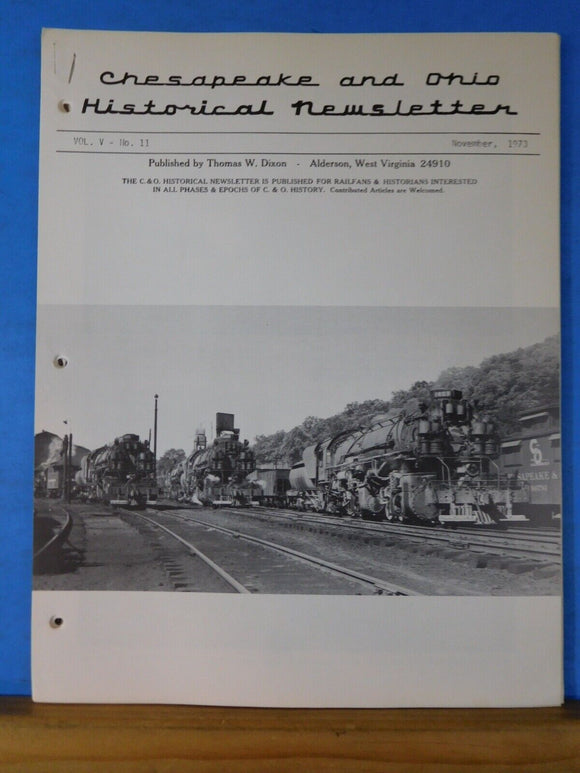 Chesapeake and Ohio
Historical Newsletter
VOL. V - No. 11
November, 1973
Published by Thomas W. Dixon - Alderson, West Virginia 24910
THE C. & O. HISTORICAL NEWSLETTER IS PUBLISHED FOR RAILFANS & HISTORIANS INTERESTED
IN ALL PHASES & EPOCHS OF C. & O. HISTORY. Contributed Articles are Welcomed.